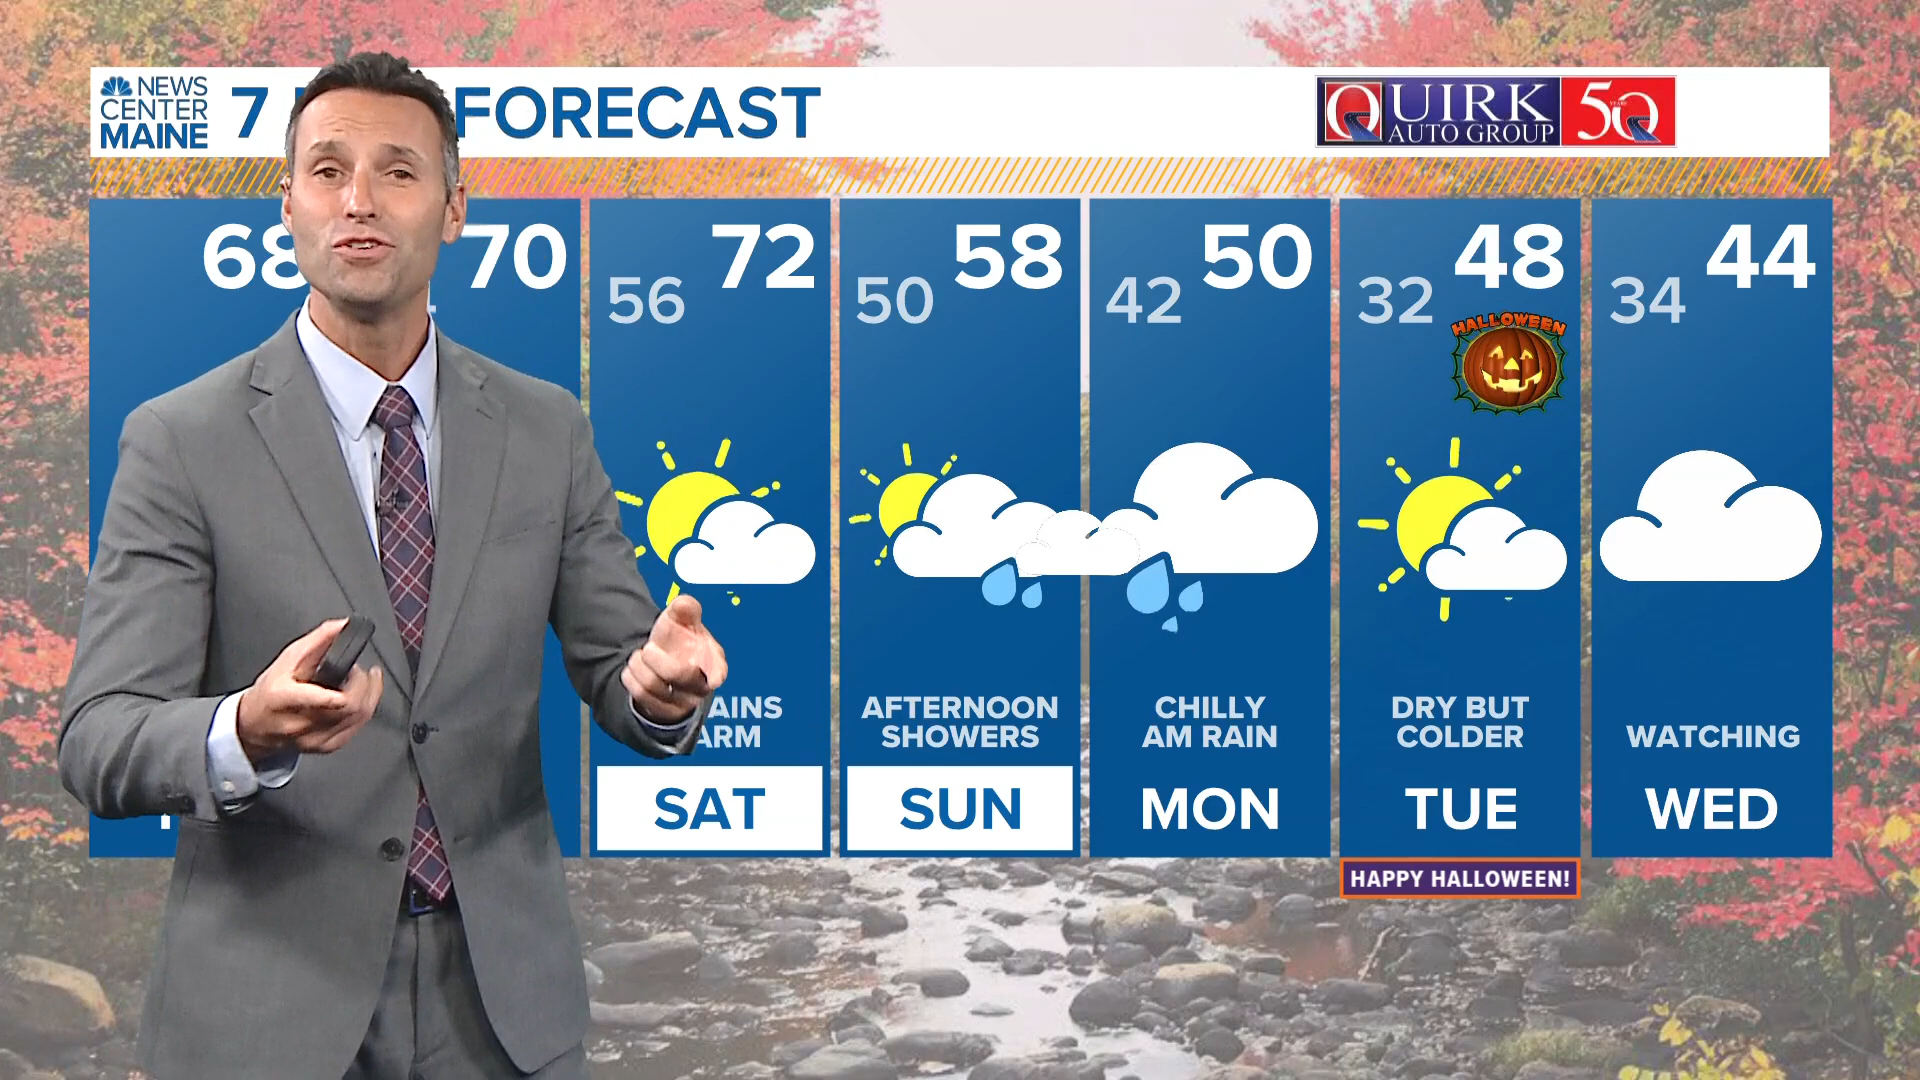 NEWS
CENTER
MAINE
7 FORECAST
QUIRK
AUTO GROUP
50
YEARS
68
70
56 72
50 58
42 50
32 48
34 44
HALLOWEEN
AFTERNOON
SHOWERS
CHILLY
AM RAIN
DRY BUT
COLDER
WATCHING
SAT
SUN
MON
TUE
WED
HAPPY HALLOWEEN!